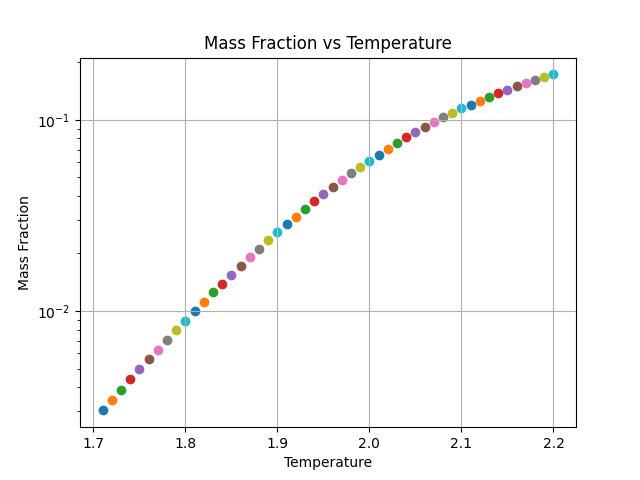 Mass Fraction vs Temperature
Mass Fraction
10⁻¹
10⁻²
1.7 1.8 1.9 2.0 2.1 2.2
Temperature